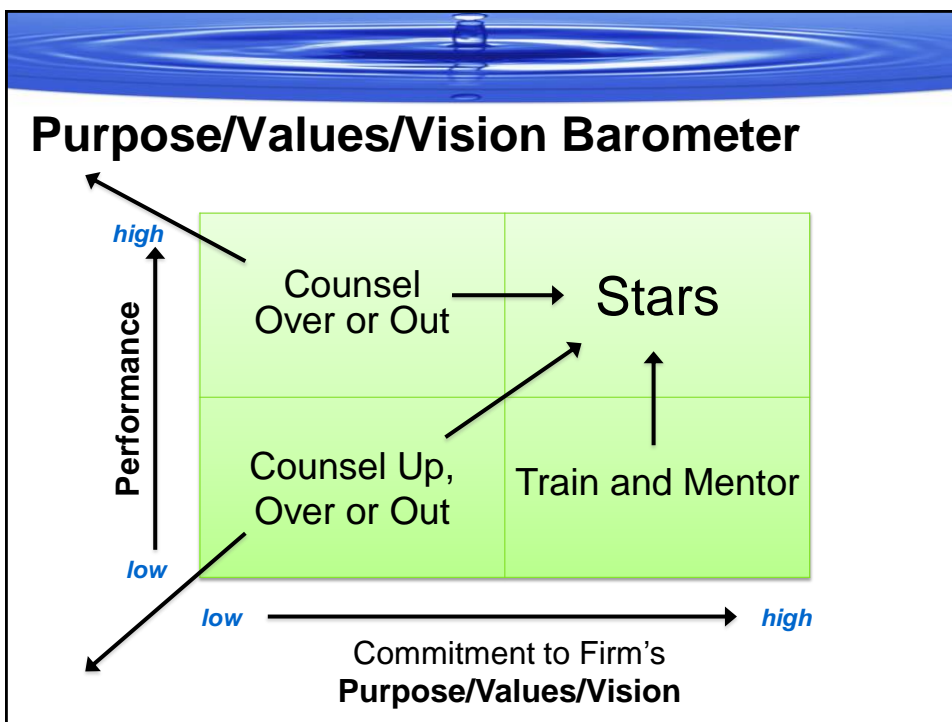 Purpose/Values/Vision Barometer
high
Performance
low
Counsel
Over or Out
Stars
Counsel Up,
Over or Out
Train and Mentor
low
high
Commitment to Firm's
Purpose/Values/Vision